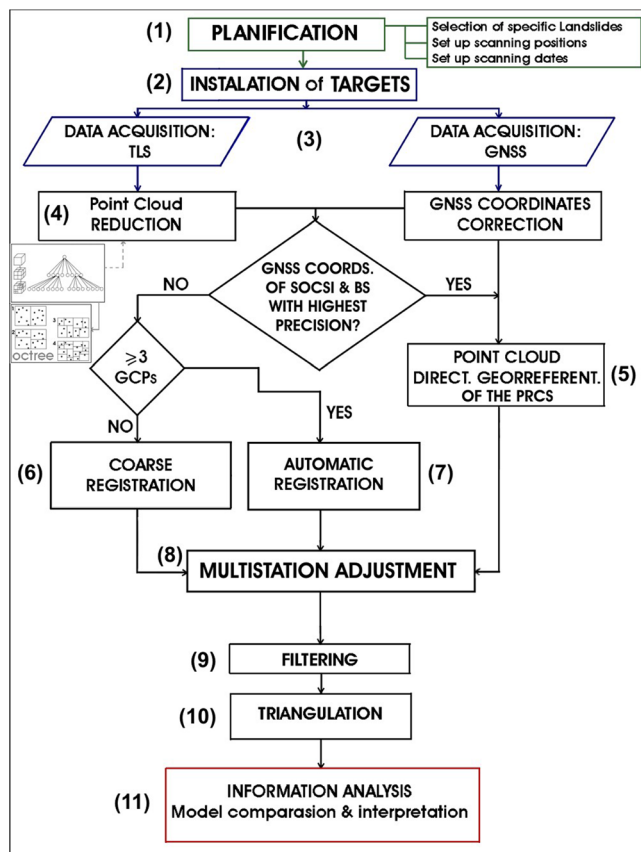 (1)
PLANIFICATION
Selection of specific Landslides
Set up scanning positions
Set up scanning dates
(2)
INSTALATION of TARGETS
DATA ACQUISITION:
TLS
(3)
DATA ACQUISITION:
GNSS
(4)
Point Cloud
REDUCTION
GNSS COORDINATES
CORRECTION
GNSS COORDS.
OF SOCSI & BS
WITH HIGHEST
PRECISION?
NO
YES
octree
≥3
GCPs
POINT CLOUD
DIRECT. GEORREFERENT.
OF THE PRCS
(5)
NO
YES
(6)
COARSE
REGISTRATION
AUTOMATIC
REGISTRATION
(7)
(8)
MULTISTATION ADJUSTMENT
(9)
FILTERING
(10)
TRIANGULATION
(11)
INFORMATION ANALYSIS
Model comparasion & interpretation